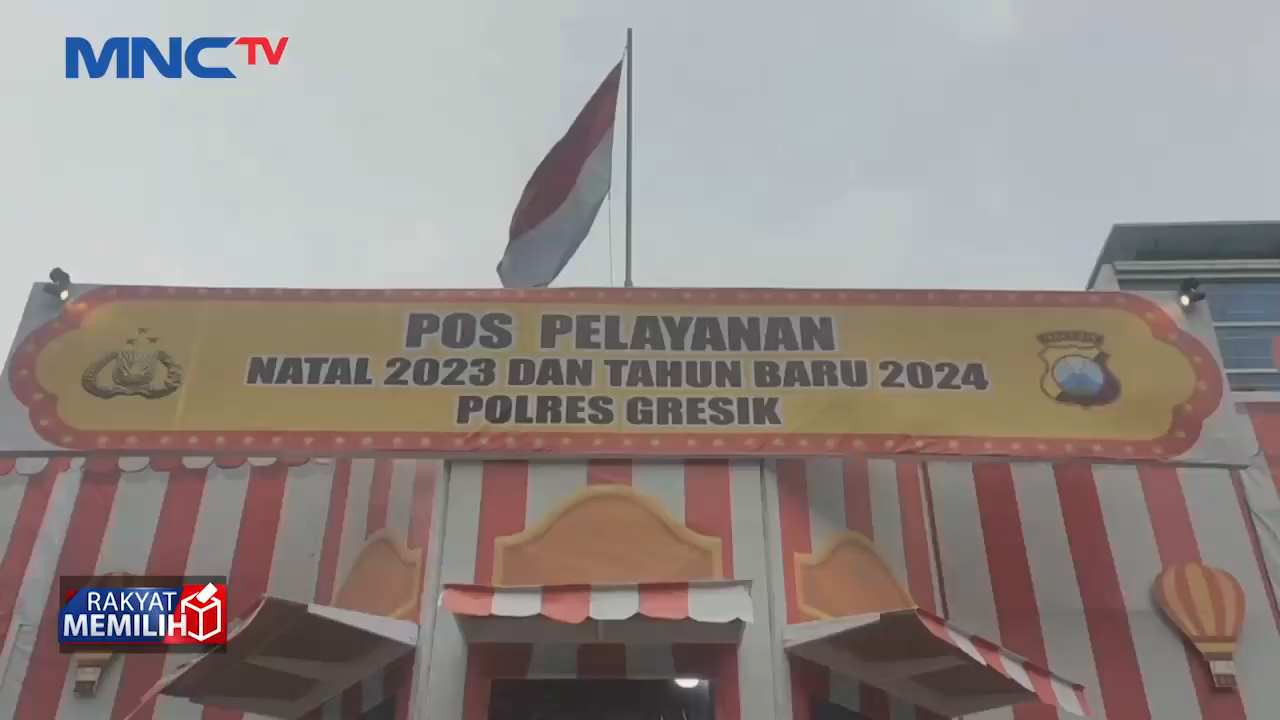 MNCTV
POS PELAYANAN
NATAL 2023 DAN TAHUN BARU 2024
POLRES GRESIK
RAKYAT
MEMILIH